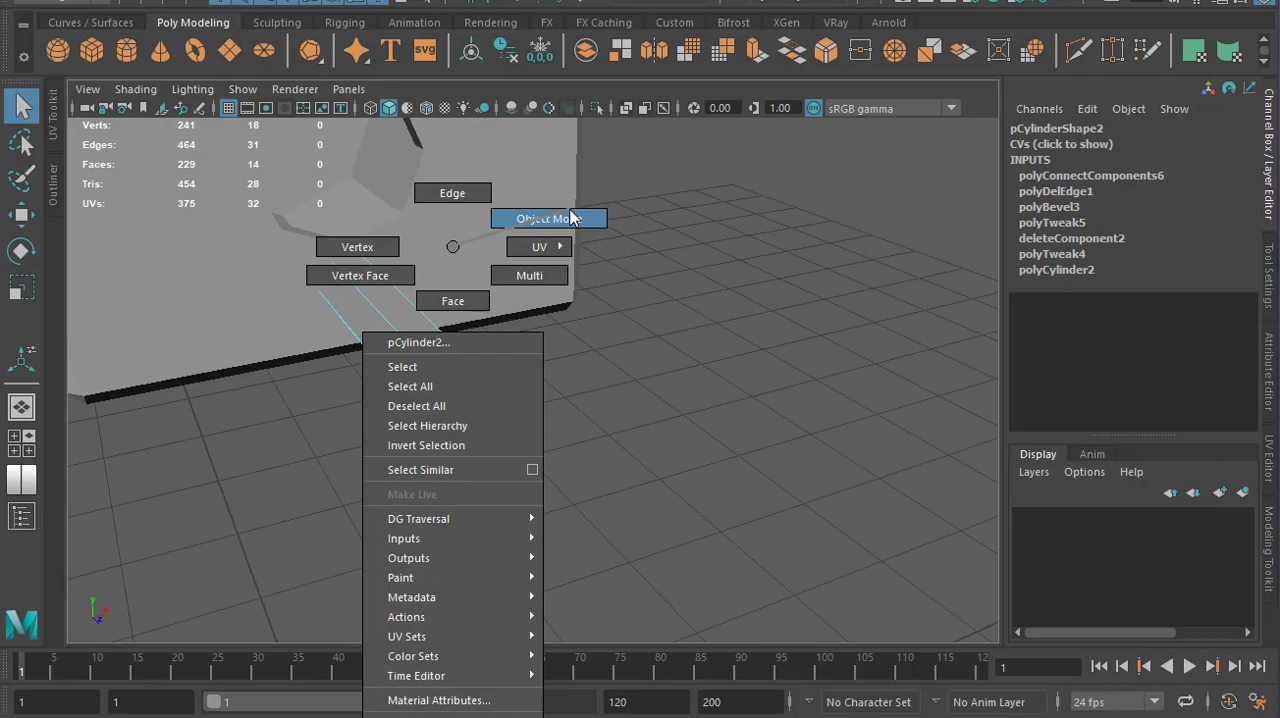 Curves / Surfaces Poly Modeling Sculpting Rigging Animation Rendering FX FX Caching Custom Bifrost XGen VRay Arnold
T svg 0,0,0
View Shading Lighting Show Renderer Panels
0.00 1.00 sRGB gamma
Verts: 241 18 0
Edges: 464 31 0
Faces: 229 14 0
Tris: 454 28 0
UVs: 375 32 0
UV Toolkit
Outliner
Edge
Object Mo
Vertex UV
Vertex Face Multi
Face
pCylinder2...
Select
Select All
Deselect All
Select Hierarchy
Invert Selection
Select Similar
Make Live
DG Traversal
Inputs
Outputs
Paint
Metadata
Actions
UV Sets
Color Sets
Time Editor
Material Attributes...
y
x
z
Channels Edit Object Show
pCylinderShape2
CVs (click to show)
INPUTS
polyConnectComponents6
polyDelEdge1
polyBevel3
polyTweak5
deleteComponent2
polyTweak4
polyCylinder2
Display Anim
Layers Options Help
Channel Box / Layer Editor
Attribute Editor
UV Editor
Modeling Toolkit
M
1 5 10 15 20 25 30 35 40 65 70 75 80 85 90 95 100 105 110 115 12 1
1 1 1 120 200 No Character Set No Anim Layer 24 fps